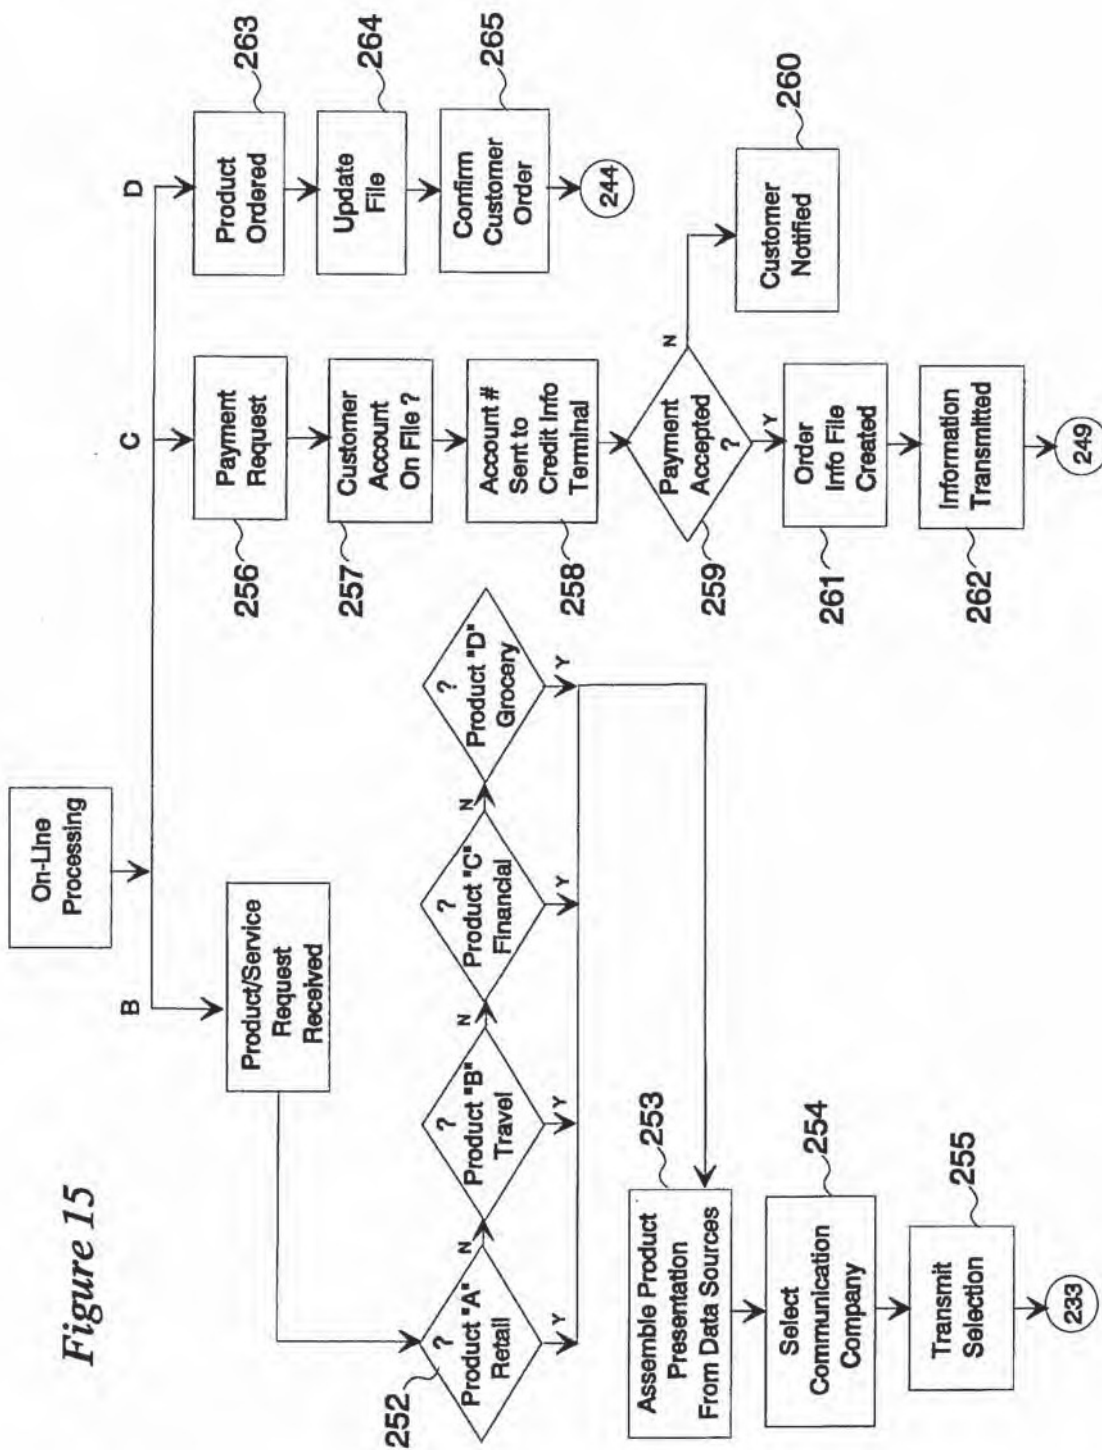 Figure 15
On-Line
Processing
B
C
D
Product/Service
Request
Received
252
?
Product "A"
Retail
N
Y
?
Product "B"
Travel
N
Y
?
Product "C"
Financial
N
Y
?
Product "D"
Grocery
Y
Assemble Product
Presentation
From Data Sources
253
Select
Communication
Company
254
Transmit
Selection
255
233
Payment
Request
256
Customer
Account
On File ?
257
Account #
Sent to
Credit Info
Terminal
258
Payment
Accepted
?
259
N
Y
Customer
Notified
260
Order
Info File
Created
261
Information
Transmitted
262
249
Product
Ordered
263
Update
File
264
Confirm
Customer
Order
265
244